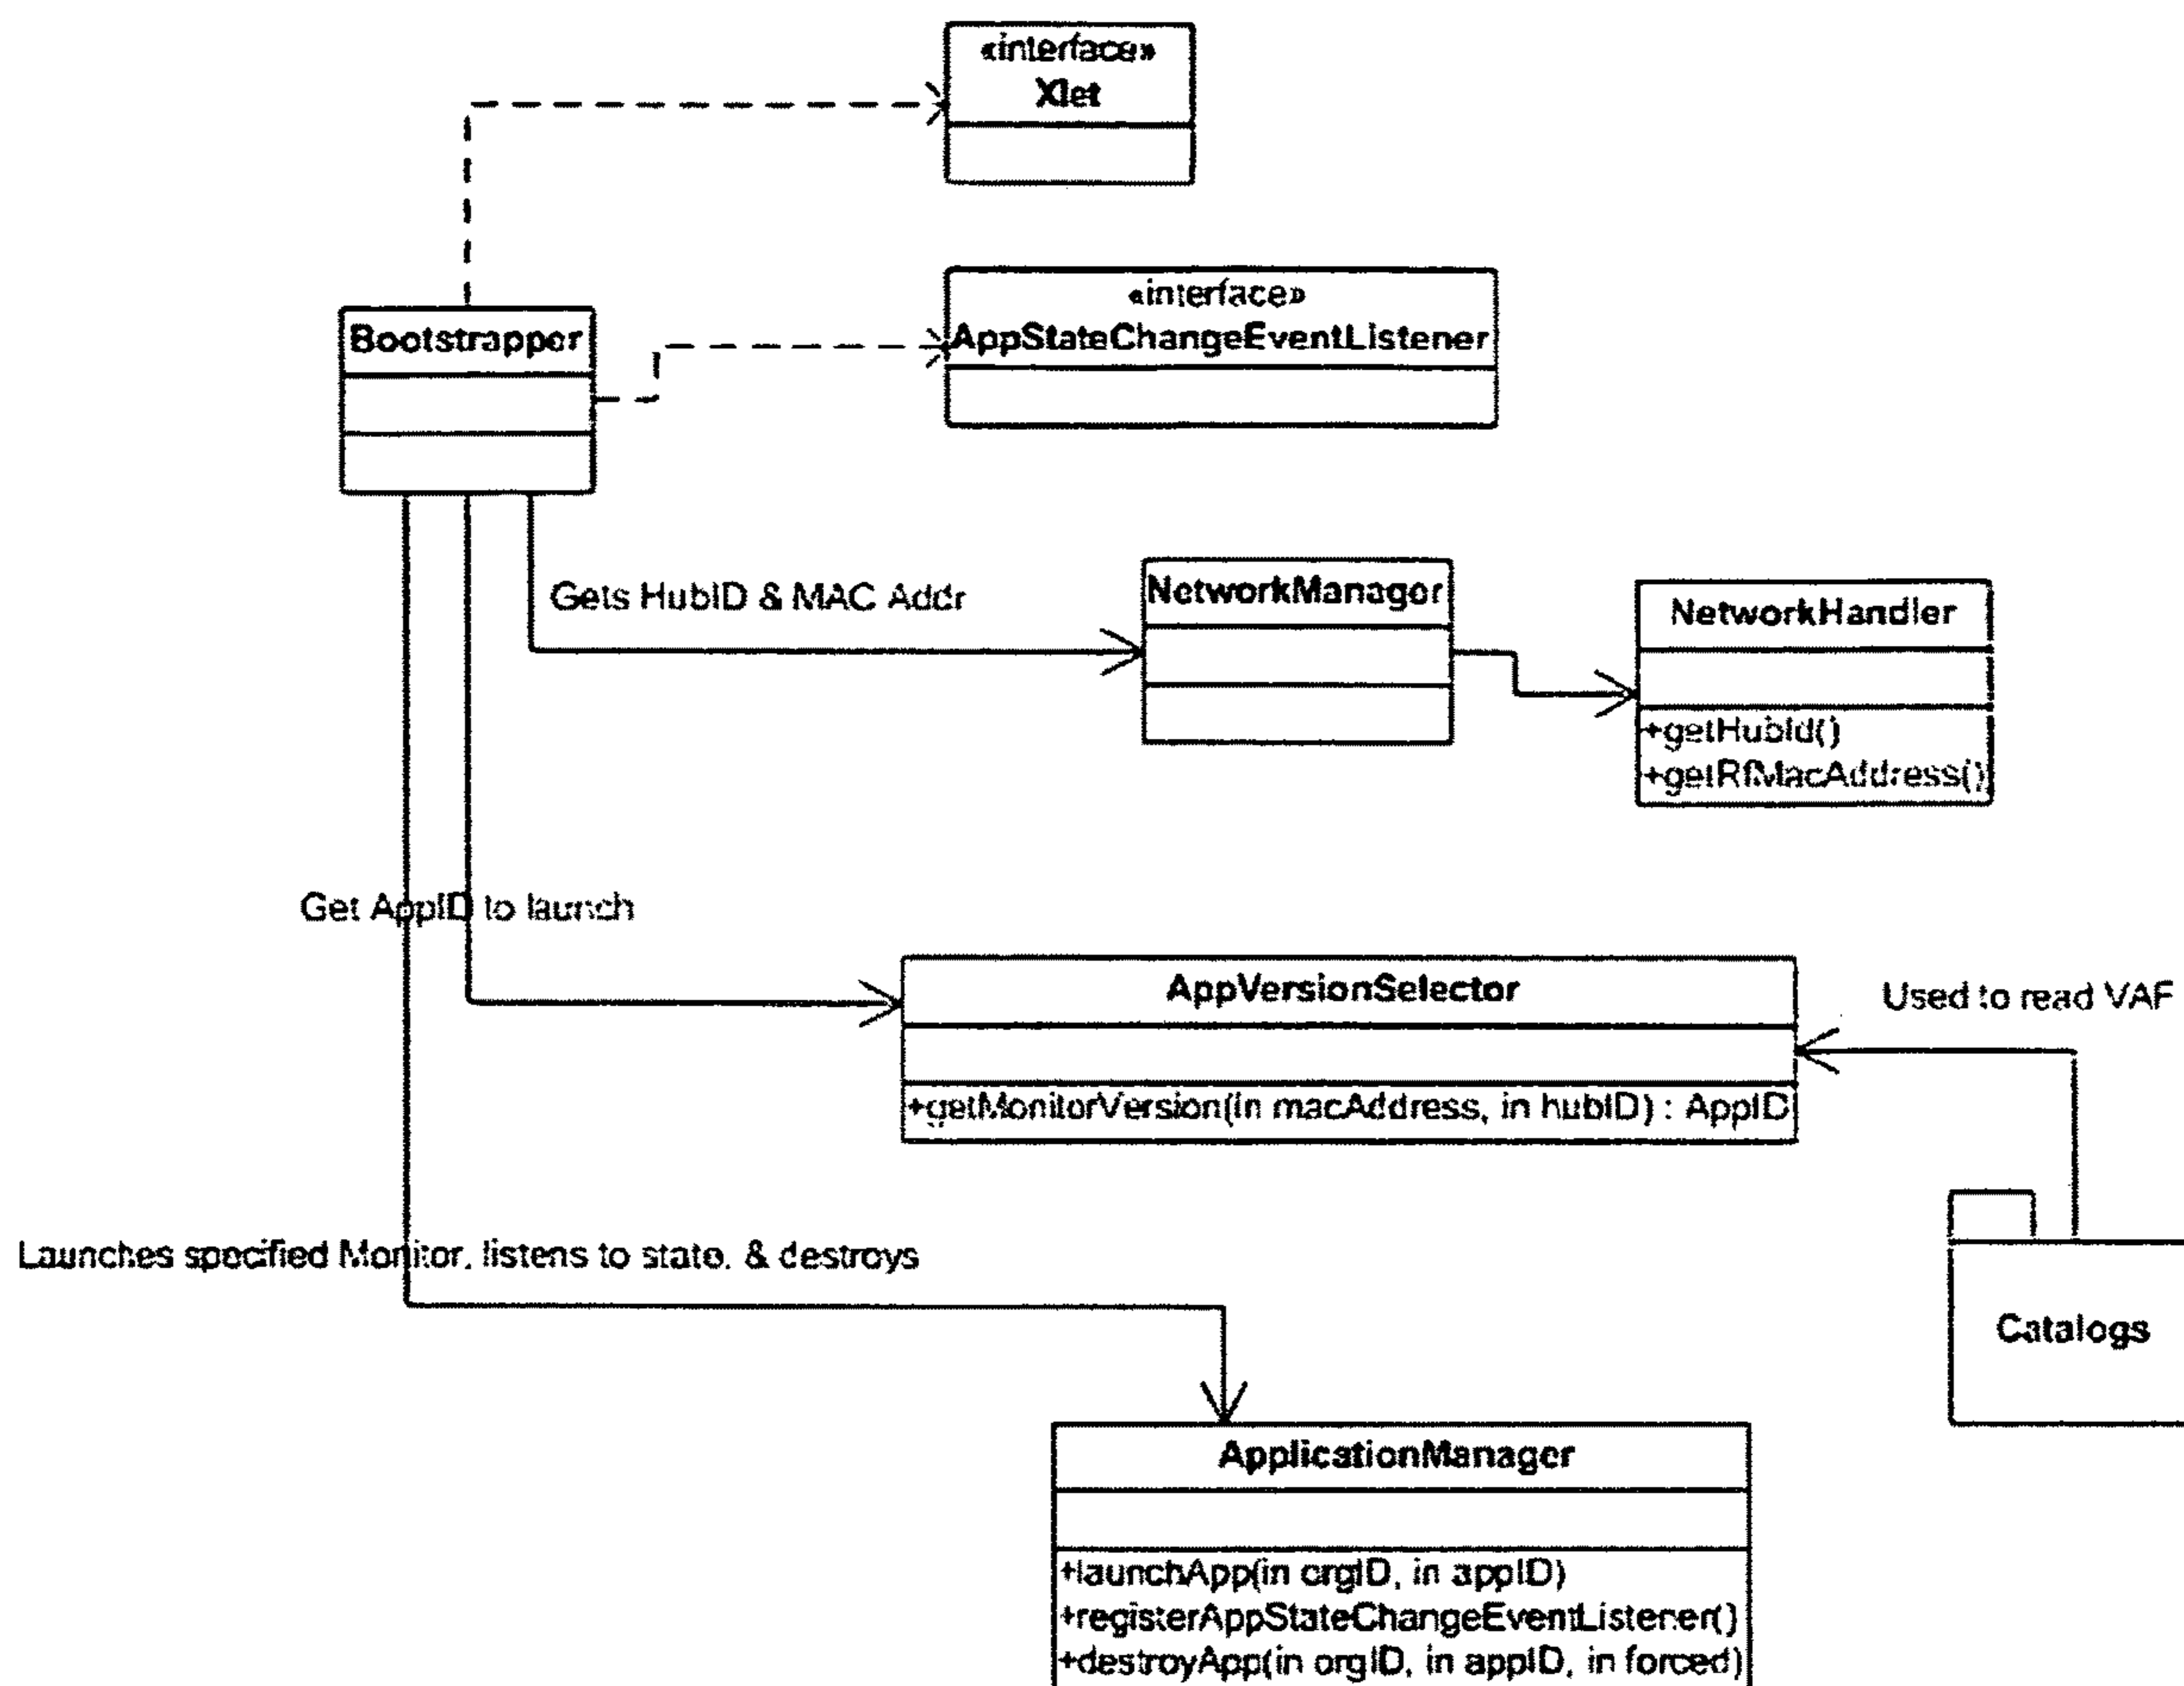 «interface»
Xlet
«interface»
AppStateChangeEventListener
Bootstrapper
Gets HubID & MAC Addr
NetworkManager
NetworkHandler
+getHubId()
+getRfMacAddress()
Get AppID to launch
AppVersionSelector
+getMonitorVersion(in macAddress, in hubID) : AppID
Used to read VAF
Launches specified Monitor, listens to state, & destroys
Catalogs
ApplicationManager
+launchApp(in orgID, in appID)
+registerAppStateChangeEventListener()
+destroyApp(in orgID, in appID, in forced)